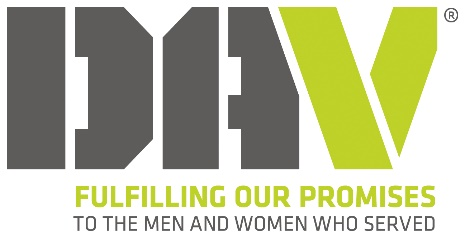 DAV®
FULFILLING OUR PROMISES
TO THE MEN AND WOMEN WHO SERVED